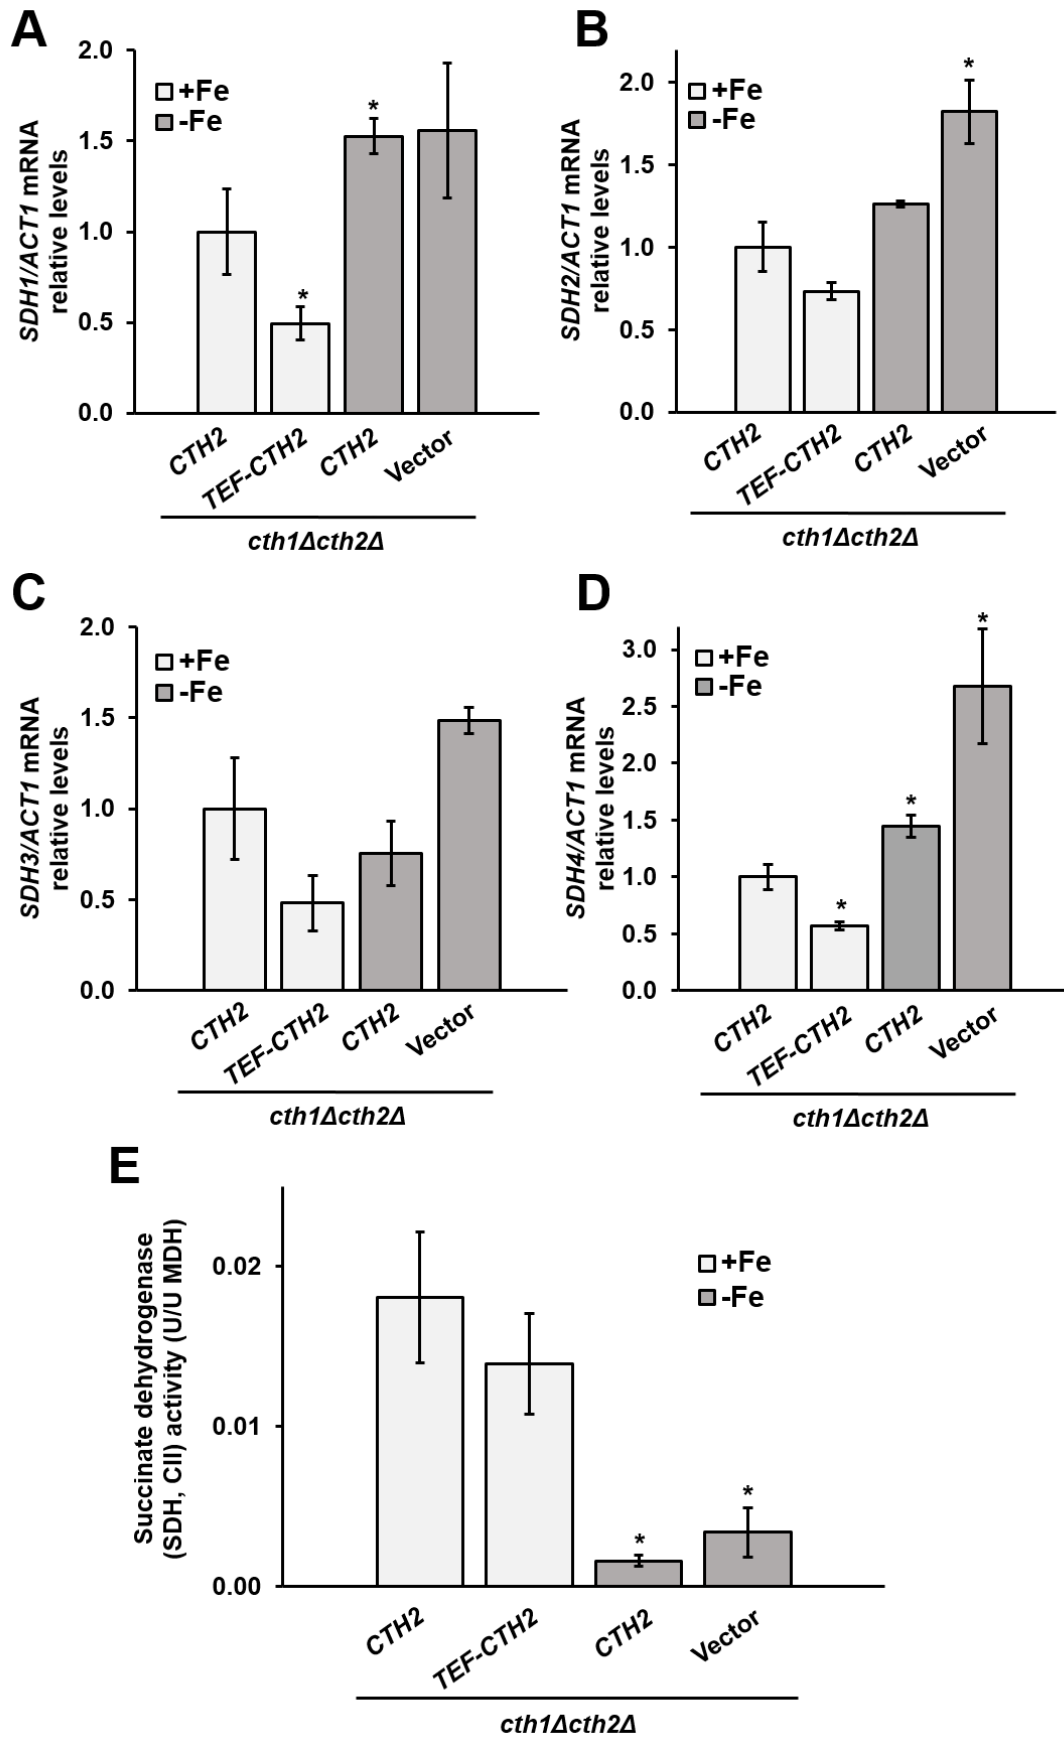 A
SDH1/ACT1 mRNA
relative levels
2.0
1.5
1.0
0.5
0.0
+Fe
-Fe
*
*
CTH2
TEF-CTH2
CTH2
Vector
cth1Δcth2Δ
B
SDH2/ACT1 mRNA
relative levels
2.0
1.5
1.0
0.5
0.0
+Fe
-Fe
*
CTH2
TEF-CTH2
CTH2
Vector
cth1Δcth2Δ
C
SDH3/ACT1 mRNA
relative levels
2.0
1.5
1.0
0.5
0.0
+Fe
-Fe
CTH2
TEF-CTH2
CTH2
Vector
cth1Δcth2Δ
D
SDH4/ACT1 mRNA
relative levels
3.0
2.5
2.0
1.5
1.0
0.5
0.0
+Fe
-Fe
*
*
*
CTH2
TEF-CTH2
CTH2
Vector
cth1Δcth2Δ
E
Succinate dehydrogenase
(SDH, CII) activity (U/U MDH)
0.02
0.01
0.00
+Fe
-Fe
*
*
CTH2
TEF-CTH2
CTH2
Vector
cth1Δcth2Δ